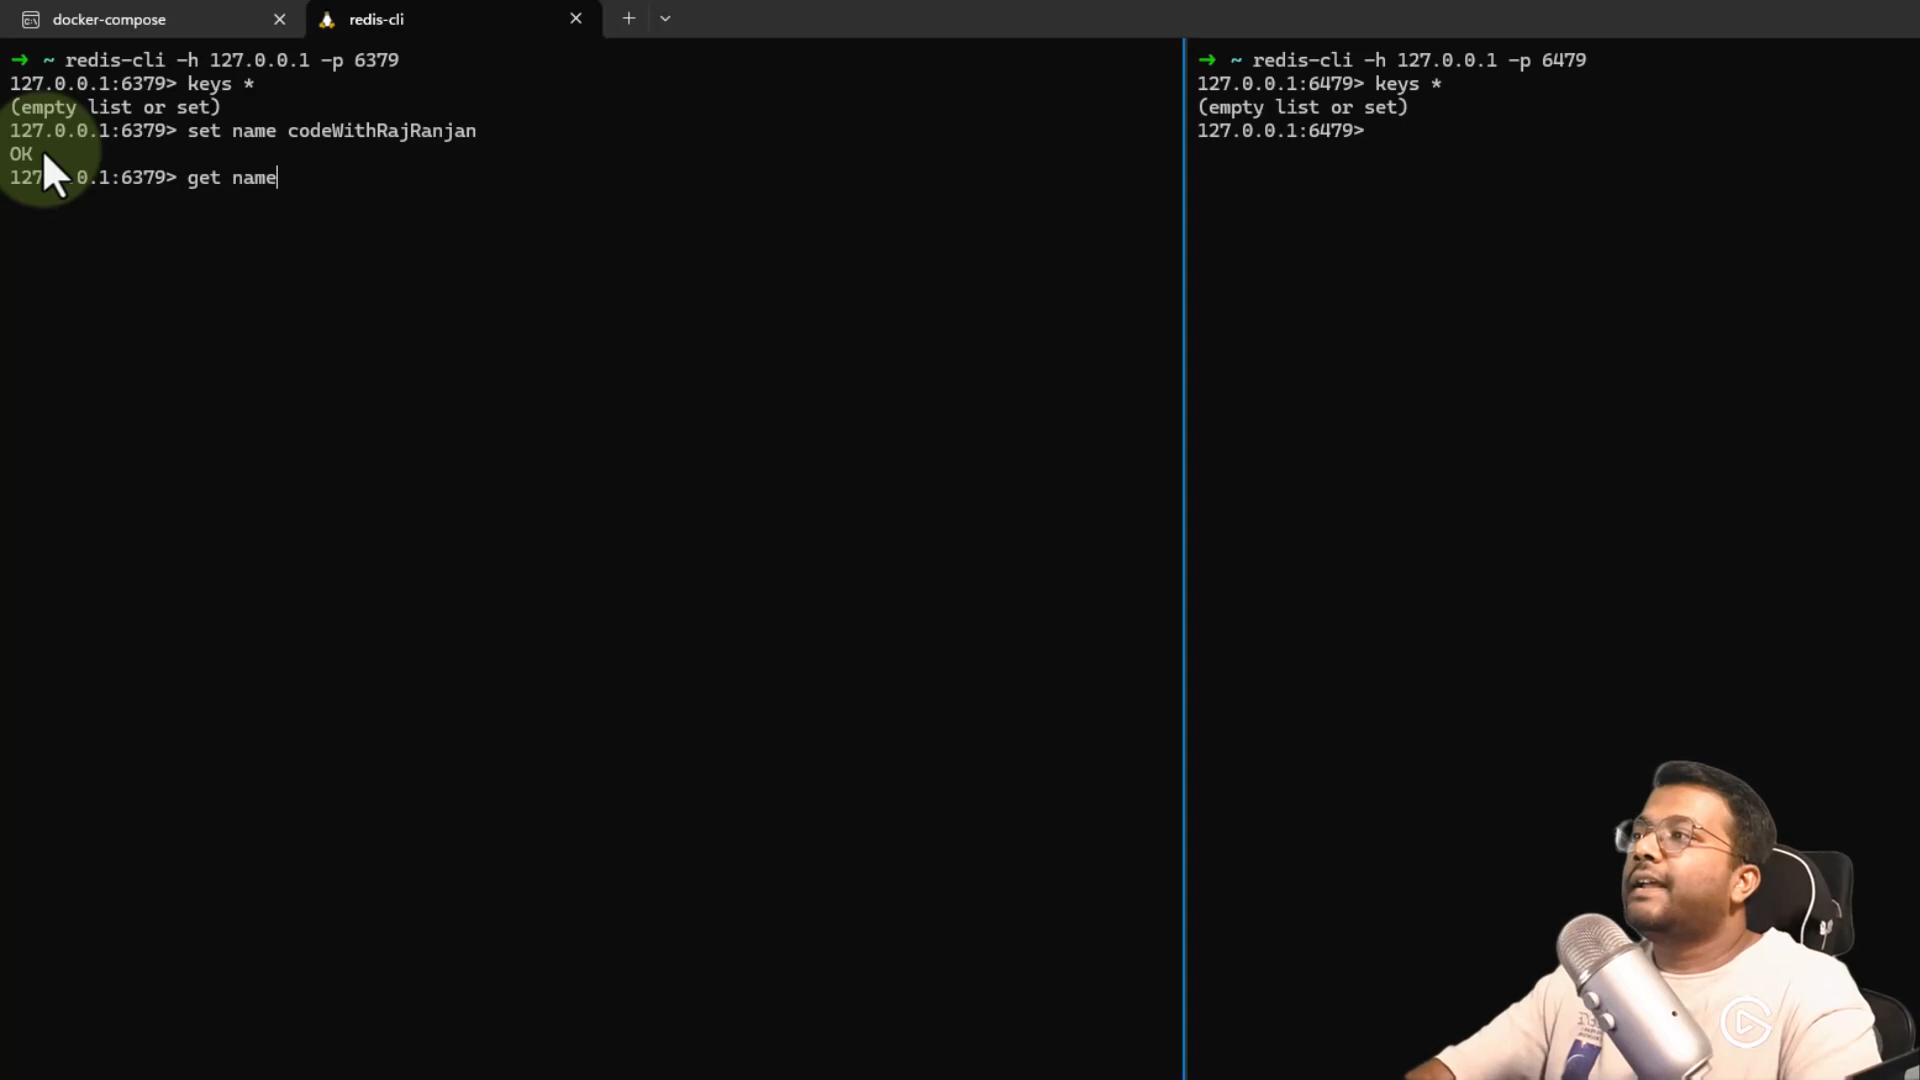 docker-compose
redis-cli
➜ ~ redis-cli -h 127.0.0.1 -p 6379
127.0.0.1:6379> keys *
(empty list or set)
127.0.0.1:6379> set name codeWithRajRanjan
OK
127.0.0.1:6379> get name
➜ ~ redis-cli -h 127.0.0.1 -p 6479
127.0.0.1:6479> keys *
(empty list or set)
127.0.0.1:6479>